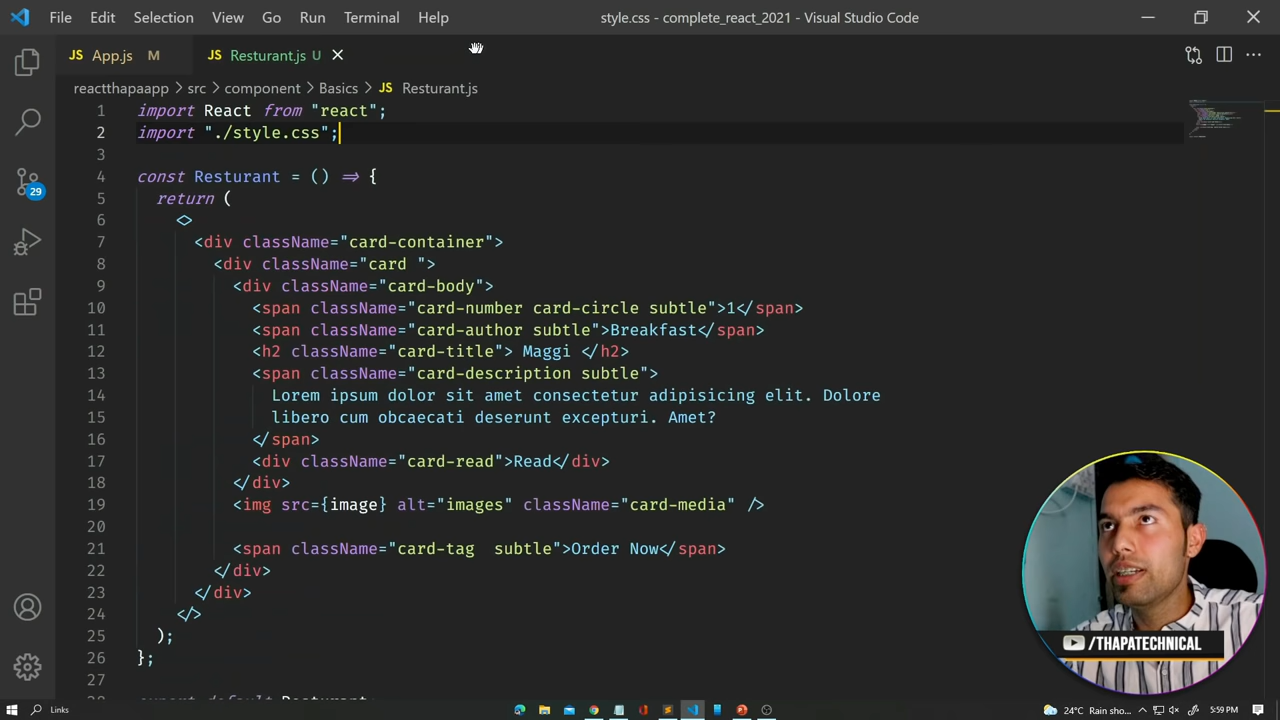 File Edit Selection View Go Run Terminal Help style.css - complete_react_2021 - Visual Studio Code
JS App.js M JS Resturant.js U
reactthapaapp > src > component > Basics > JS Resturant.js
1 import React from "react";
2 import "./style.css";
3
4 const Resturant = () => {
5 return (
6 <>
7 <div className="card-container">
8 <div className="card ">
9 <div className="card-body">
10 <span className="card-number card-circle subtle">1</span>
11 <span className="card-author subtle">Breakfast</span>
12 <h2 className="card-title"> Maggi </h2>
13 <span className="card-description subtle">
14 Lorem ipsum dolor sit amet consectetur adipisicing elit. Dolore
15 libero cum obcaecati deserunt excepturi. Amet?
16 </span>
17 <div className="card-read">Read</div>
18 </div>
19 <img src={image} alt="images" className="card-media" />
20
21 <span className="card-tag  subtle">Order Now</span>
22 </div>
23 </div>
24 </>
25 );
26 };
27
28 export default Resturant;
29
/THAPATECHNICAL
Links 24°C Rain sho... 5:59 PM